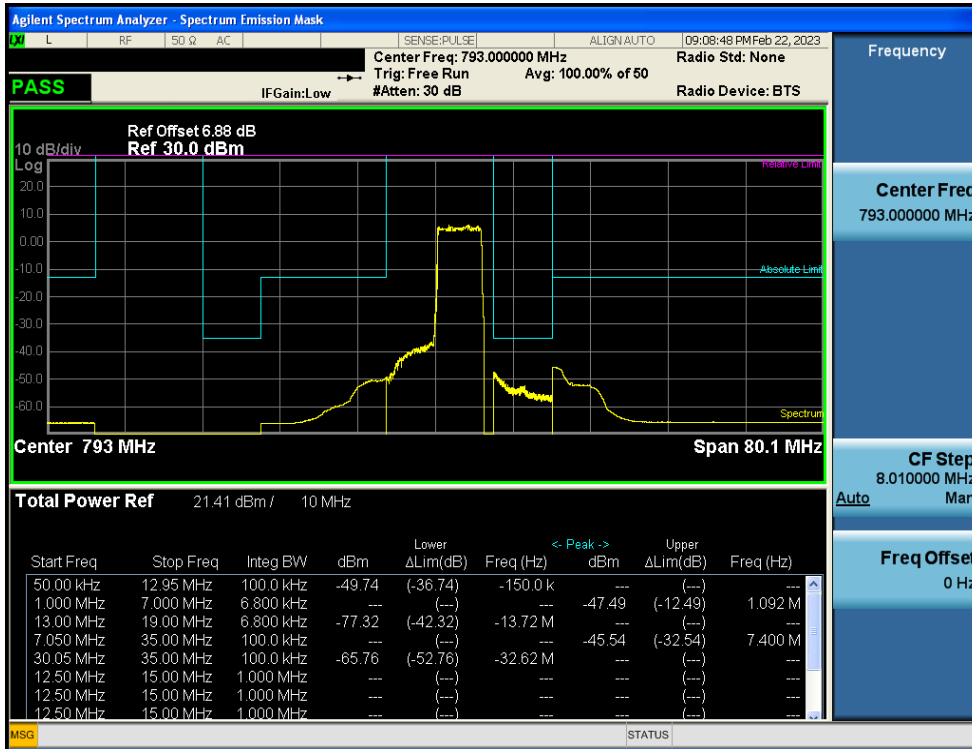 Agilent Spectrum Analyzer - Spectrum Emission Mask
LXI L RF 50 Ω AC SENSE:PULSE ALIGN AUTO 09:08:48 PM Feb 22, 2023
Center Freq: 793.000000 MHz Radio Std: None
Trig: Free Run Avg: 100.00% of 50
PASS IFGain:Low #Atten: 30 dB Radio Device: BTS
Ref Offset 6.88 dB
10 dB/div Ref 30.0 dBm
Log
Relative Limit
20.0
10.0
0.00
-10.0
Absolute Limit
-20.0
-30.0
-40.0
-50.0
-60.0
Spectrum
Center 793 MHz Span 80.1 MHz
Total Power Ref 21.41 dBm / 10 MHz
Lower <- Peak -> Upper
Start Freq Stop Freq Integ BW dBm ΔLim(dB) Freq (Hz) dBm ΔLim(dB) Freq (Hz)
50.00 kHz 12.95 MHz 100.0 kHz -49.74 (-36.74) -150.0 k --- (---) ---
1.000 MHz 7.000 MHz 6.800 kHz --- (---) --- -47.49 (-12.49) 1.092 M
13.00 MHz 19.00 MHz 6.800 kHz -77.32 (-42.32) -13.72 M --- (---) ---
7.050 MHz 35.00 MHz 100.0 kHz --- (---) --- -45.54 (-32.54) 7.400 M
30.05 MHz 35.00 MHz 100.0 kHz -65.76 (-52.76) -32.62 M --- (---) ---
12.50 MHz 15.00 MHz 1.000 MHz --- (---) --- --- (---) ---
12.50 MHz 15.00 MHz 1.000 MHz --- (---) --- --- (---) ---
12.50 MHz 15.00 MHz 1.000 MHz --- (---) --- --- (---) ---
MSG STATUS
Frequency
Center Freq
793.000000 MHz
CF Step
8.010000 MHz
Auto Man
Freq Offset
0 Hz